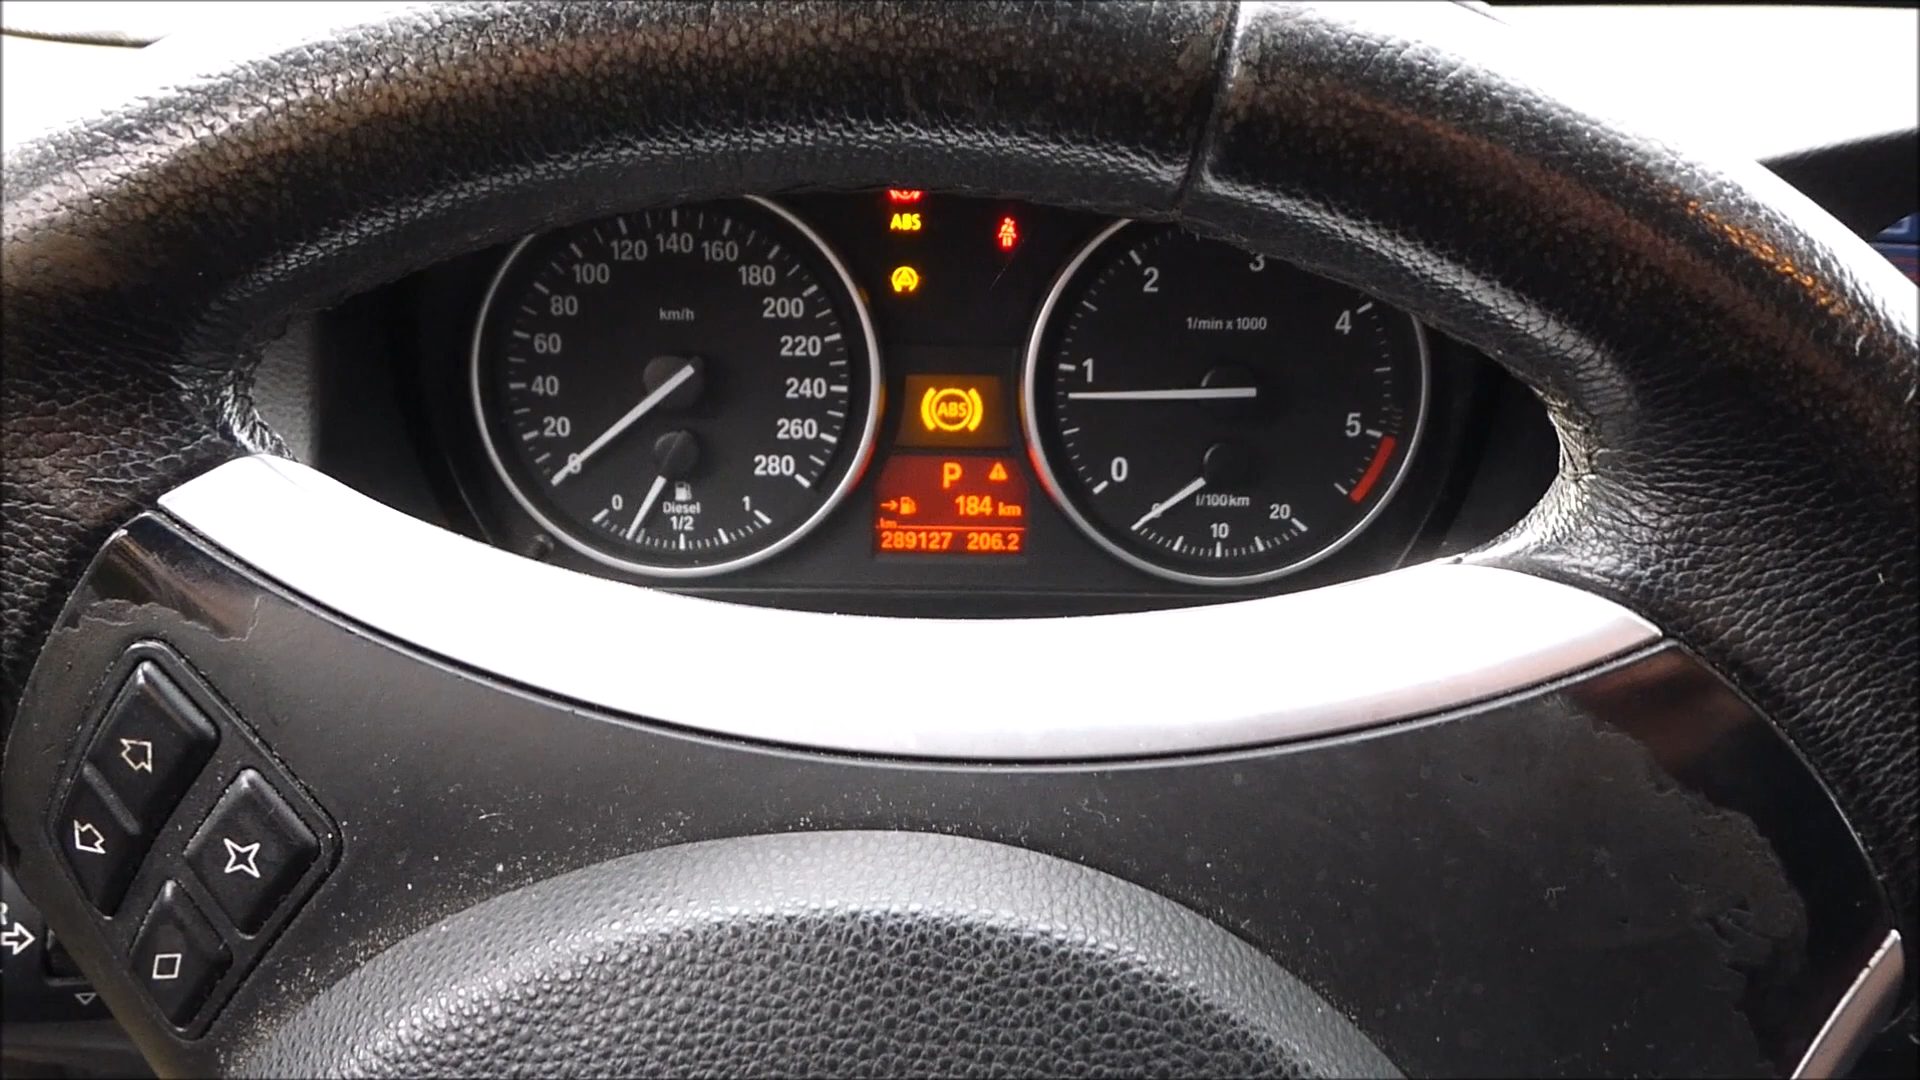 ABS
20 40 60 80 100 120 140 160 180 200 220 240 260 280
km/h
0 1/2 1
Diesel
ABS
P
184 km
km
289127 206.2
0 1 2 3 4 5
1/min x 1000
l/100km
10 20
R